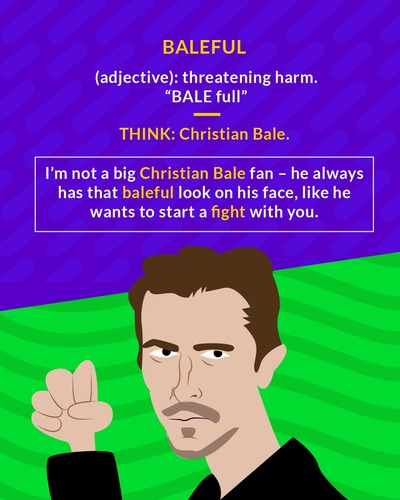 BALEFUL
(adjective): threatening harm.
“BALE full”
THINK: Christian Bale.
I’m not a big Christian Bale fan – he always
has that baleful look on his face, like he
wants to start a fight with you.